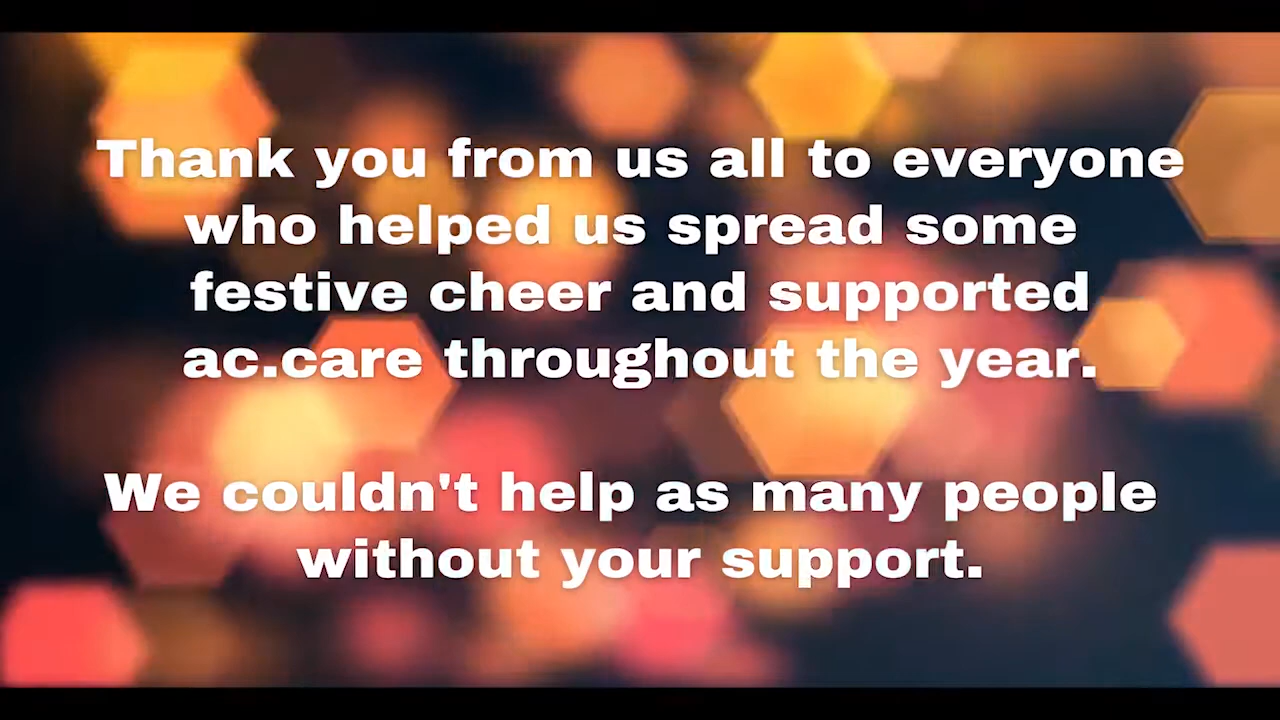 Thank you from us all to everyone
who helped us spread some
festive cheer and supported
ac.care throughout the year.
We couldn't help as many people
without your support.